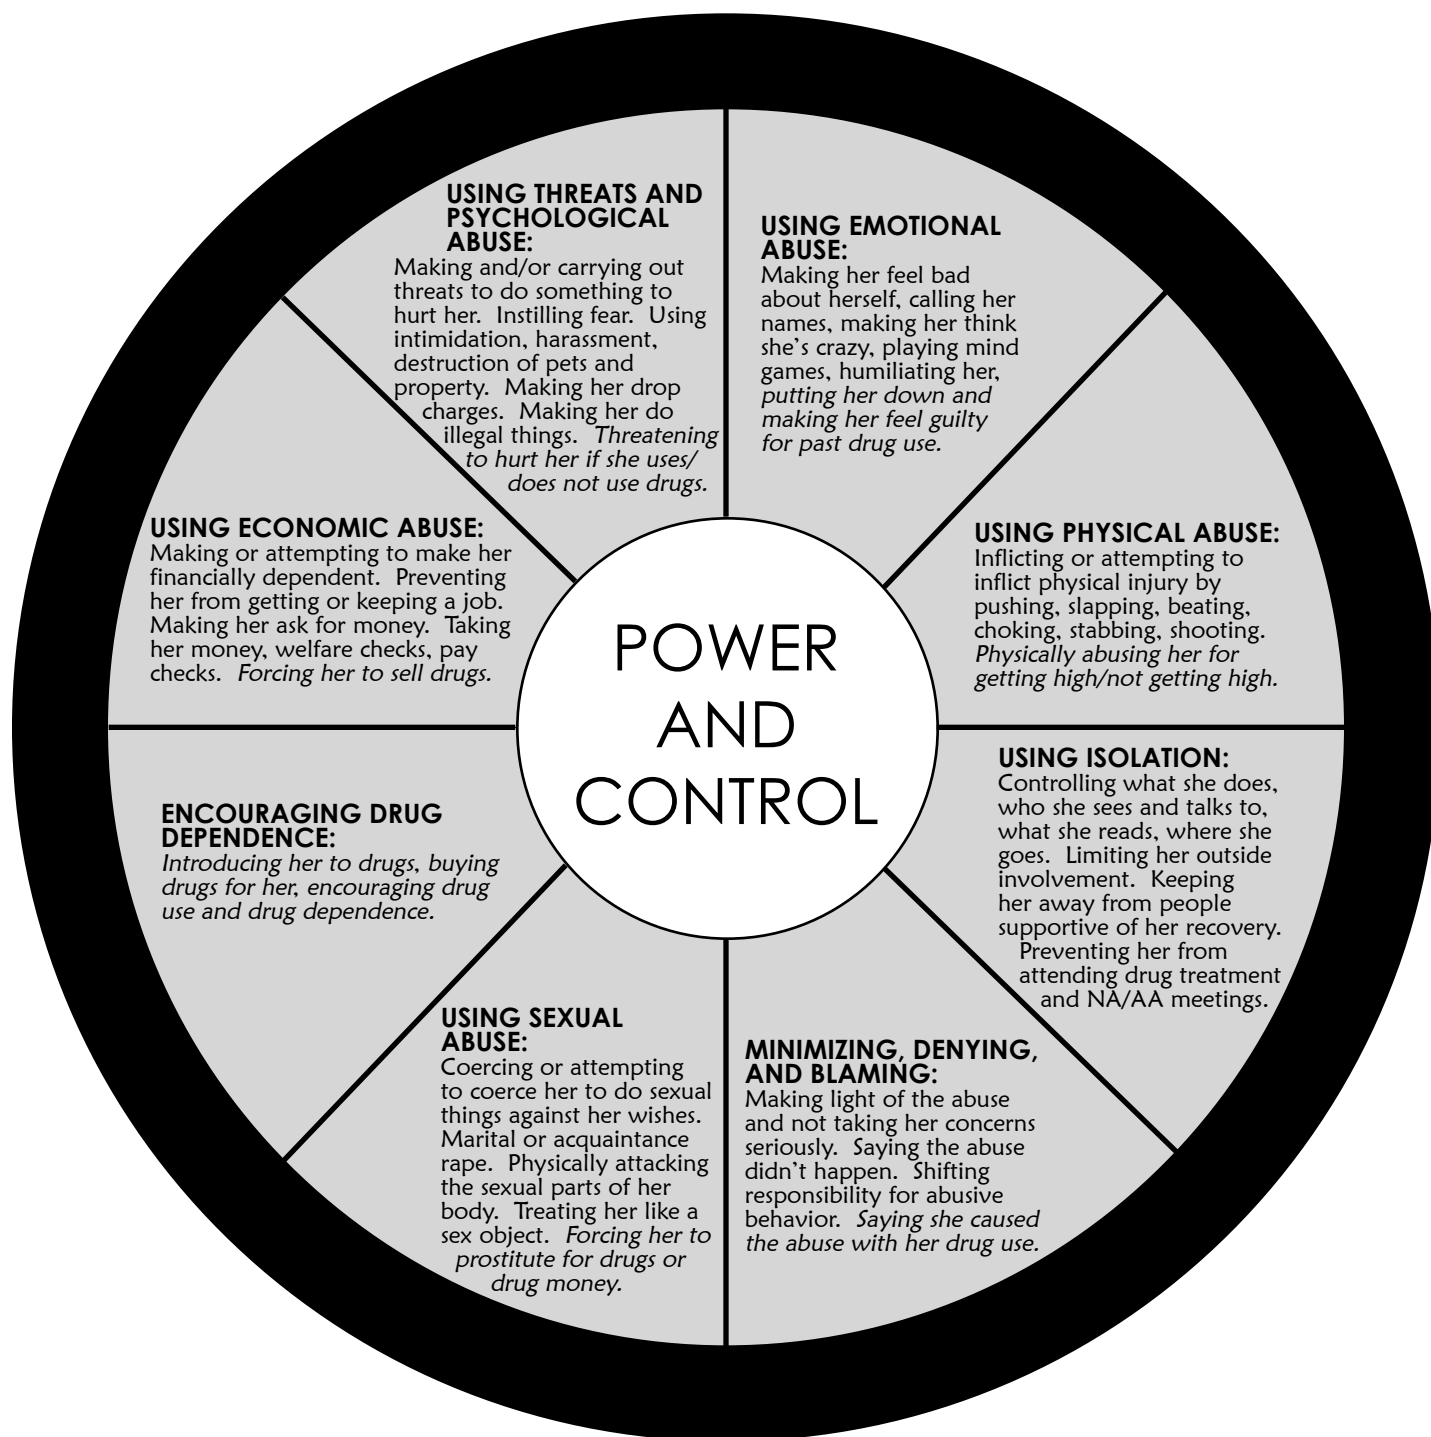 USING THREATS AND
PSYCHOLOGICAL
ABUSE:
Making and/or carrying out
threats to do something to
hurt her.  Instilling fear.  Using
intimidation, harassment,
destruction of pets and
property.  Making her drop
charges.  Making her do
illegal things.  Threatening
to hurt her if she uses/
does not use drugs.
USING EMOTIONAL
ABUSE:
Making her feel bad
about herself, calling her
names, making her think
she's crazy, playing mind
games, humiliating her,
putting her down and
making her feel guilty
for past drug use.
USING PHYSICAL ABUSE:
Inflicting or attempting to
inflict physical injury by
pushing, slapping, beating,
choking, stabbing, shooting.
Physically abusing her for
getting high/not getting high.
USING ISOLATION:
Controlling what she does,
who she sees and talks to,
what she reads, where she
goes.  Limiting her outside
involvement.  Keeping
her away from people
supportive of her recovery.
Preventing her from
attending drug treatment
and NA/AA meetings.
MINIMIZING, DENYING,
AND BLAMING:
Making light of the abuse
and not taking her concerns
seriously.  Saying the abuse
didn't happen.  Shifting
responsibility for abusive
behavior.  Saying she caused
the abuse with her drug use.
USING SEXUAL
ABUSE:
Coercing or attempting
to coerce her to do sexual
things against her wishes.
Marital or acquaintance
rape.  Physically attacking
the sexual parts of her
body.  Treating her like a
sex object.  Forcing her to
prostitute for drugs or
drug money.
ENCOURAGING DRUG
DEPENDENCE:
Introducing her to drugs, buying
drugs for her, encouraging drug
use and drug dependence.
USING ECONOMIC ABUSE:
Making or attempting to make her
financially dependent.  Preventing
her from getting or keeping a job.
Making her ask for money.  Taking
her money, welfare checks, pay
checks.  Forcing her to sell drugs.
POWER
AND
CONTROL